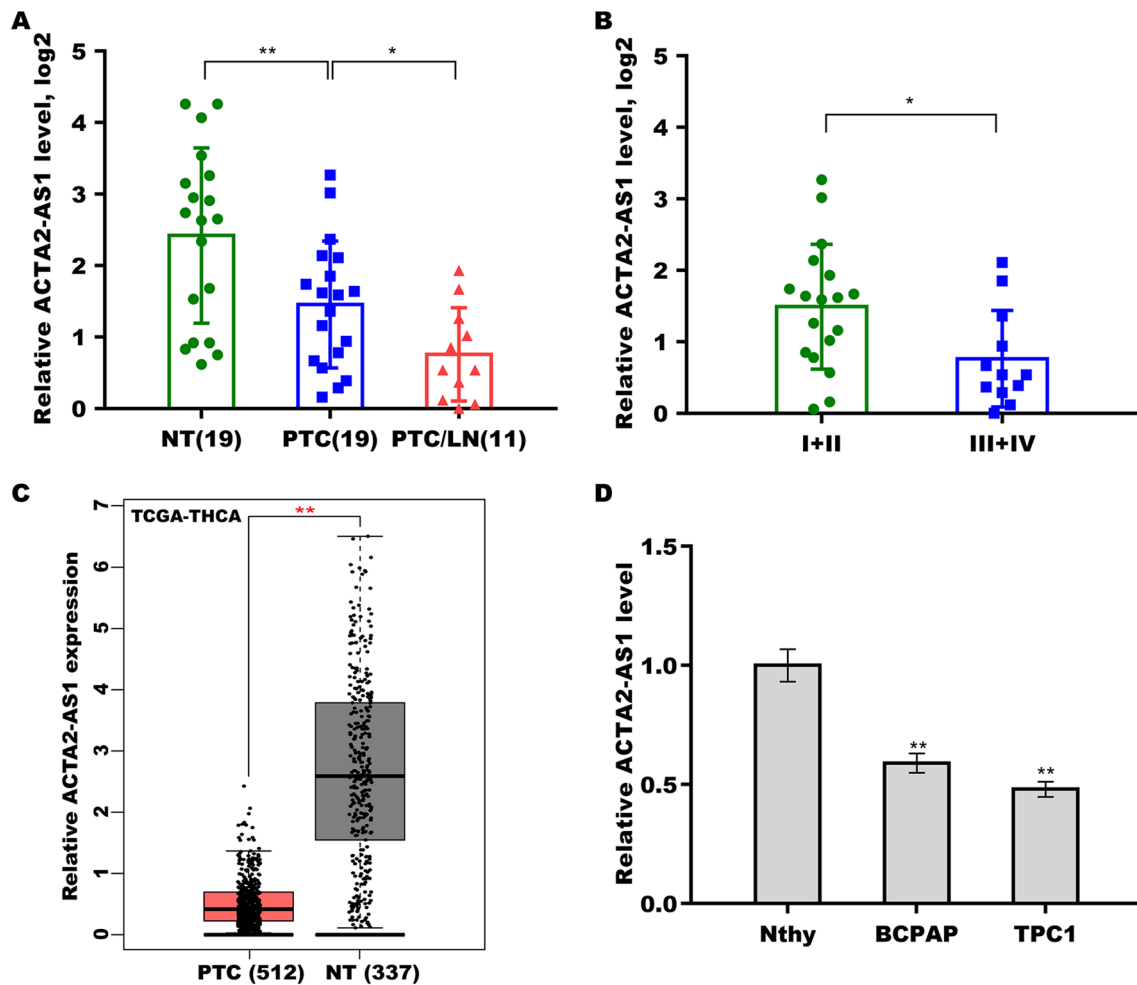 A
Relative ACTA2-AS1 level, log2
5
4
3
2
1
0
**
*
NT(19)
PTC(19)
PTC/LN(11)
B
Relative ACTA2-AS1 level, log2
5
4
3
2
1
0
*
I+II
III+IV
C
Relative ACTA2-AS1 expression
7
6
5
4
3
2
1
0
TCGA-THCA
**
PTC (512)
NT (337)
D
Relative ACTA2-AS1 level
1.5
1.0
0.5
0.0
**
**
Nthy
BCPAP
TPC1